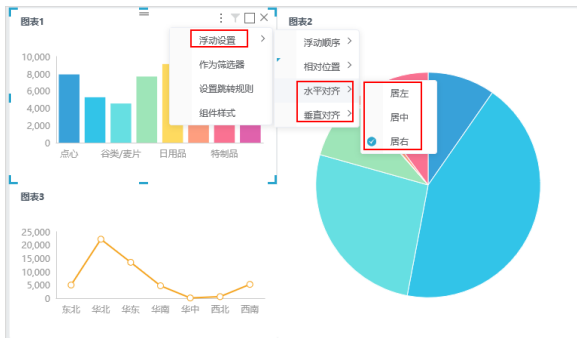 图表1
图表2
浮动设置
作为筛选器
设置跳转规则
组件样式
浮动顺序
相对位置
水平对齐
垂直对齐
居左
居中
居右
10,000
8,000
6,000
4,000
2,000
0
点心 谷类/麦片 日用品 特制品
图表3
25,000
20,000
15,000
10,000
5,000
0
东北 华北 华东 华南 华中 西北 西南